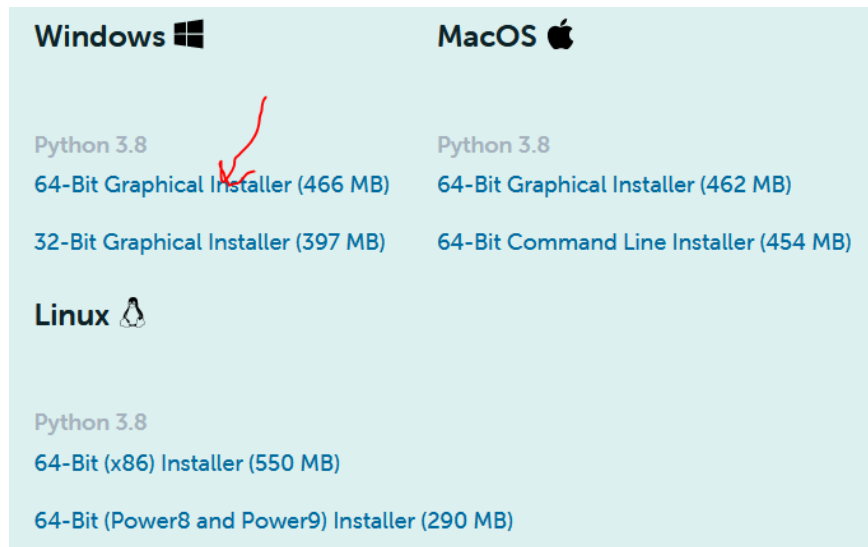 Windows
Python 3.8
64-Bit Graphical Installer (466 MB)
32-Bit Graphical Installer (397 MB)
MacOS
Python 3.8
64-Bit Graphical Installer (462 MB)
64-Bit Command Line Installer (454 MB)
Linux
Python 3.8
64-Bit (x86) Installer (550 MB)
64-Bit (Power8 and Power9) Installer (290 MB)